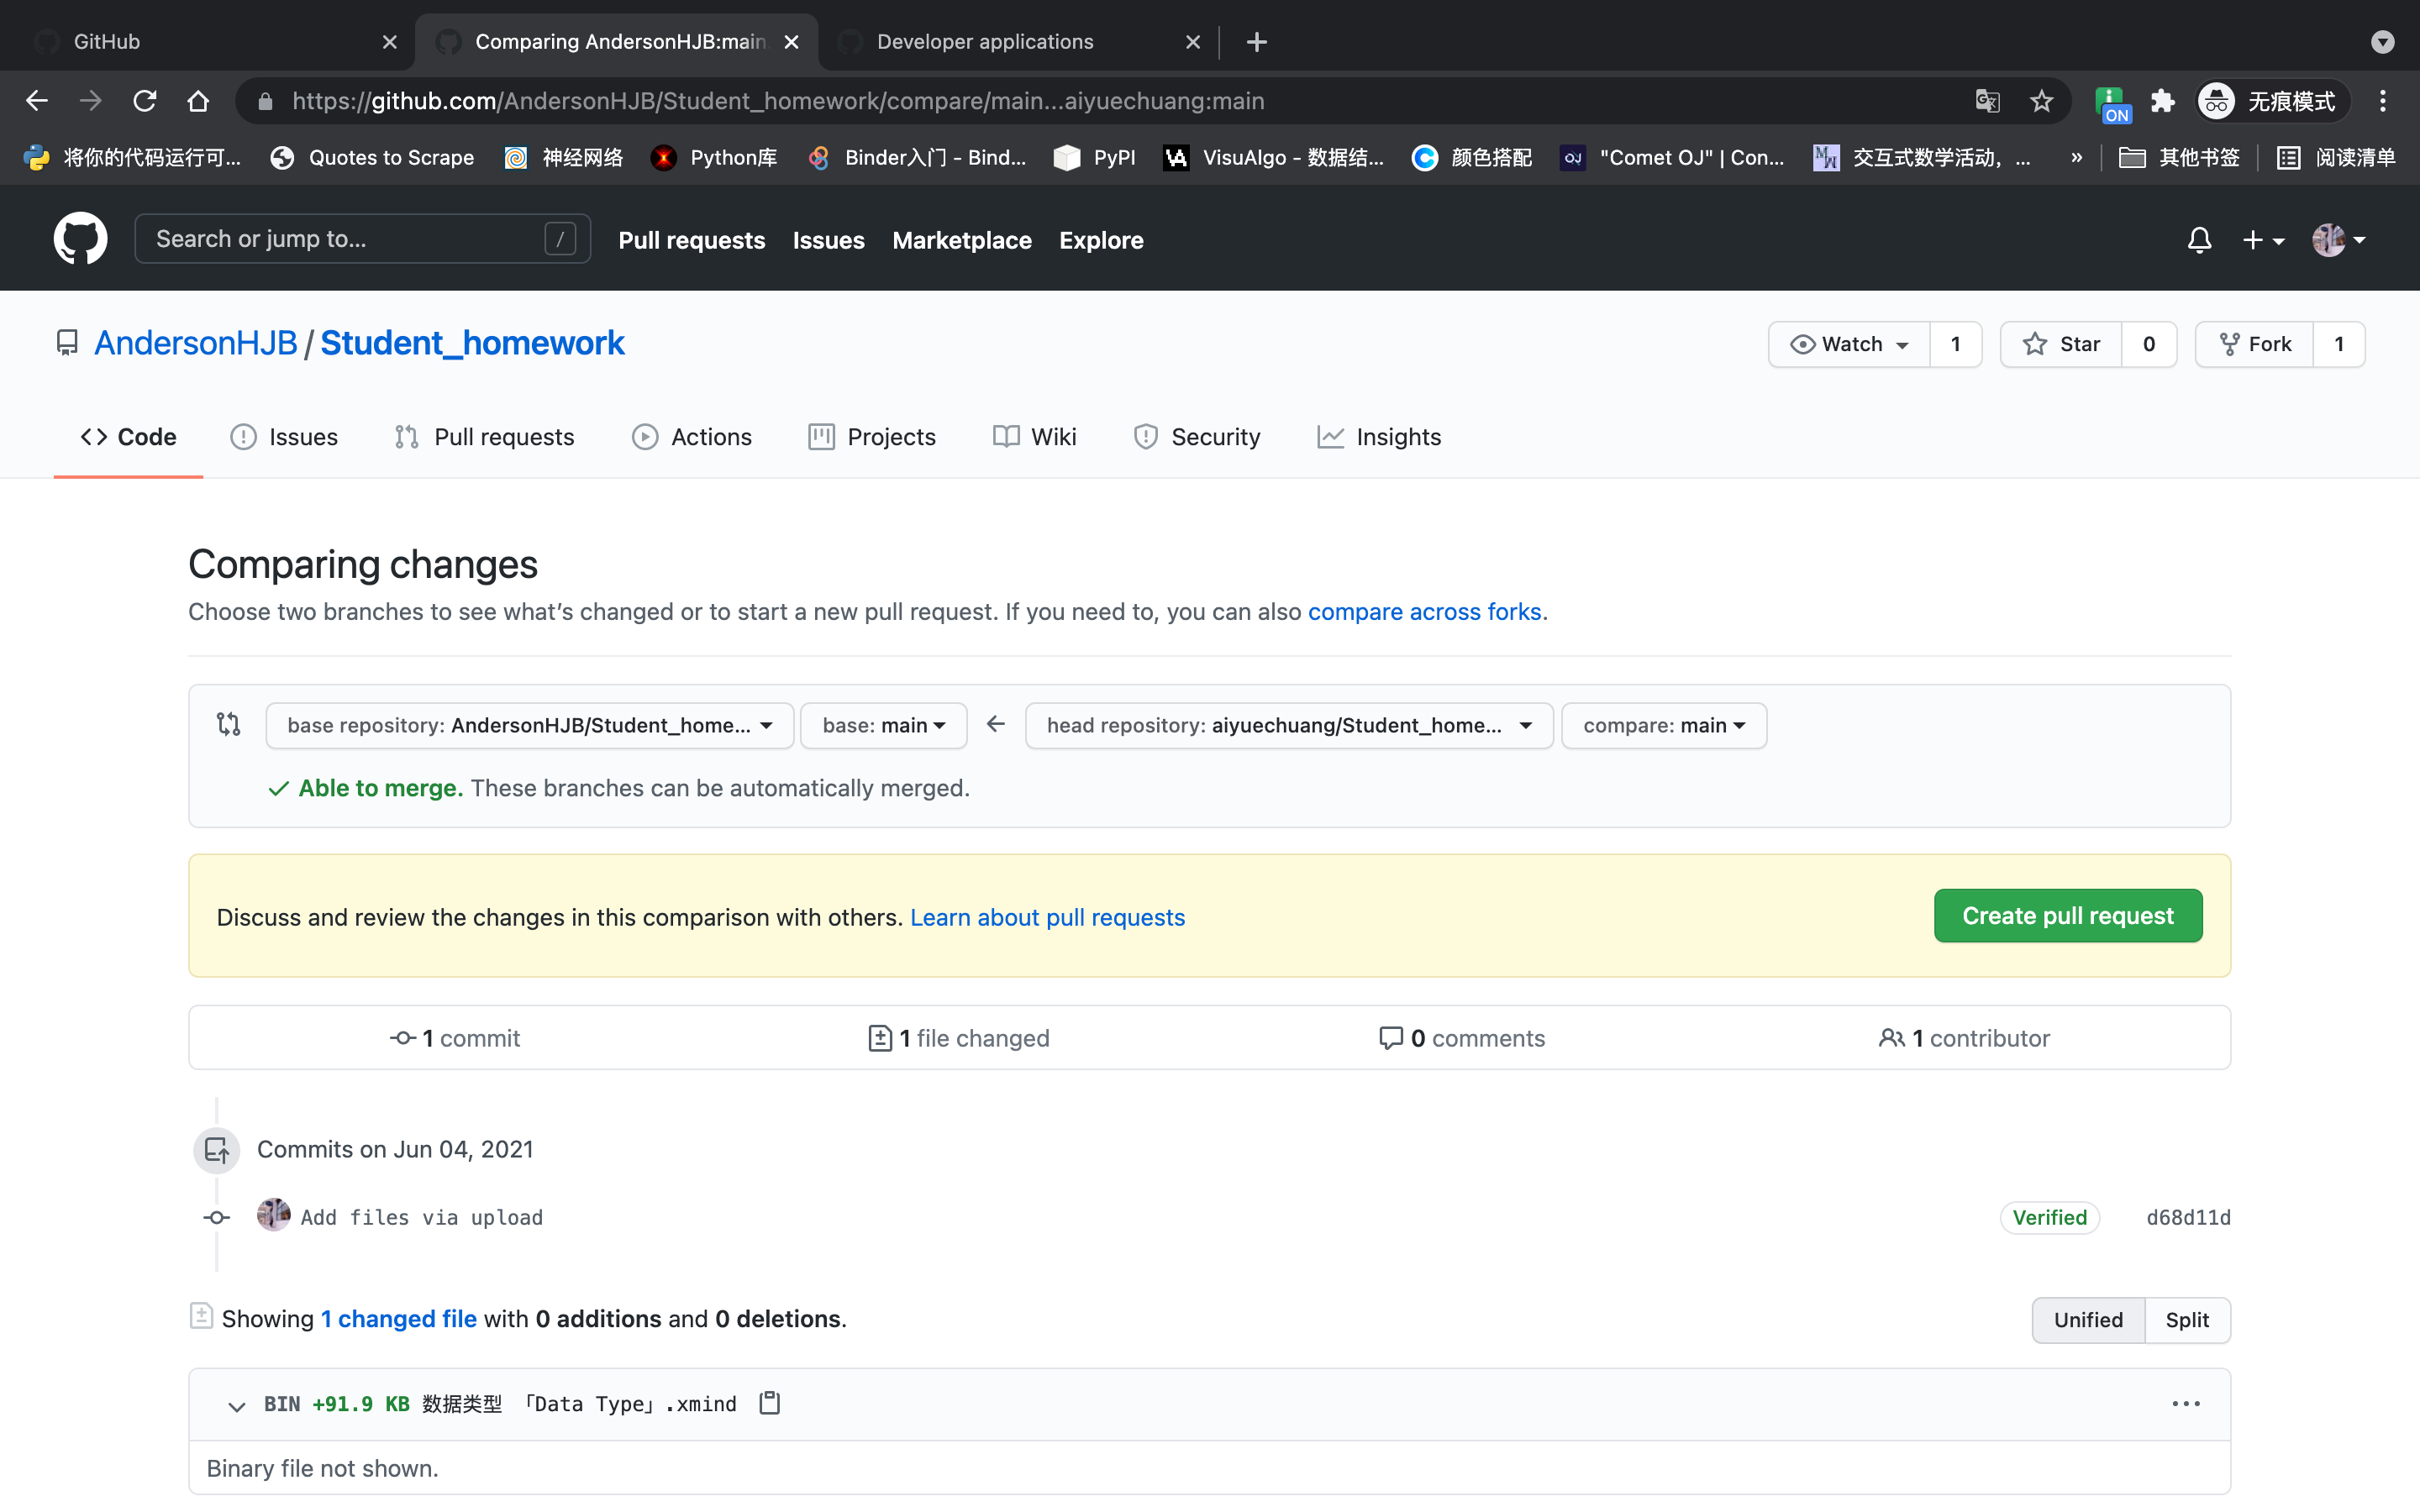 GitHub
Comparing AndersonHJB:main
Developer applications
https://github.com/AndersonHJB/Student_homework/compare/main...aiyuechuang:main
ON
无痕模式
将你的代码运行可...
Quotes to Scrape
神经网络
Python库
Binder入门 - Bind...
PyPI
VisuAlgo - 数据结...
颜色搭配
OJ
"Comet OJ" | Con...
交互式数学活动，...
»
其他书签
阅读清单
Search or jump to...
/
Pull requests
Issues
Marketplace
Explore
AndersonHJB / Student_homework
Watch 1
Star 0
Fork 1
Code
Issues
Pull requests
Actions
Projects
Wiki
Security
Insights
Comparing changes
Choose two branches to see what’s changed or to start a new pull request. If you need to, you can also compare across forks.
base repository: AndersonHJB/Student_home...
base: main
head repository: aiyuechuang/Student_home...
compare: main
Able to merge. These branches can be automatically merged.
Discuss and review the changes in this comparison with others. Learn about pull requests
Create pull request
1 commit
1 file changed
0 comments
1 contributor
Commits on Jun 04, 2021
Add files via upload
Verified
d68d11d
Showing 1 changed file with 0 additions and 0 deletions.
Unified
Split
BIN +91.9 KB 数据类型 「Data Type」.xmind
Binary file not shown.